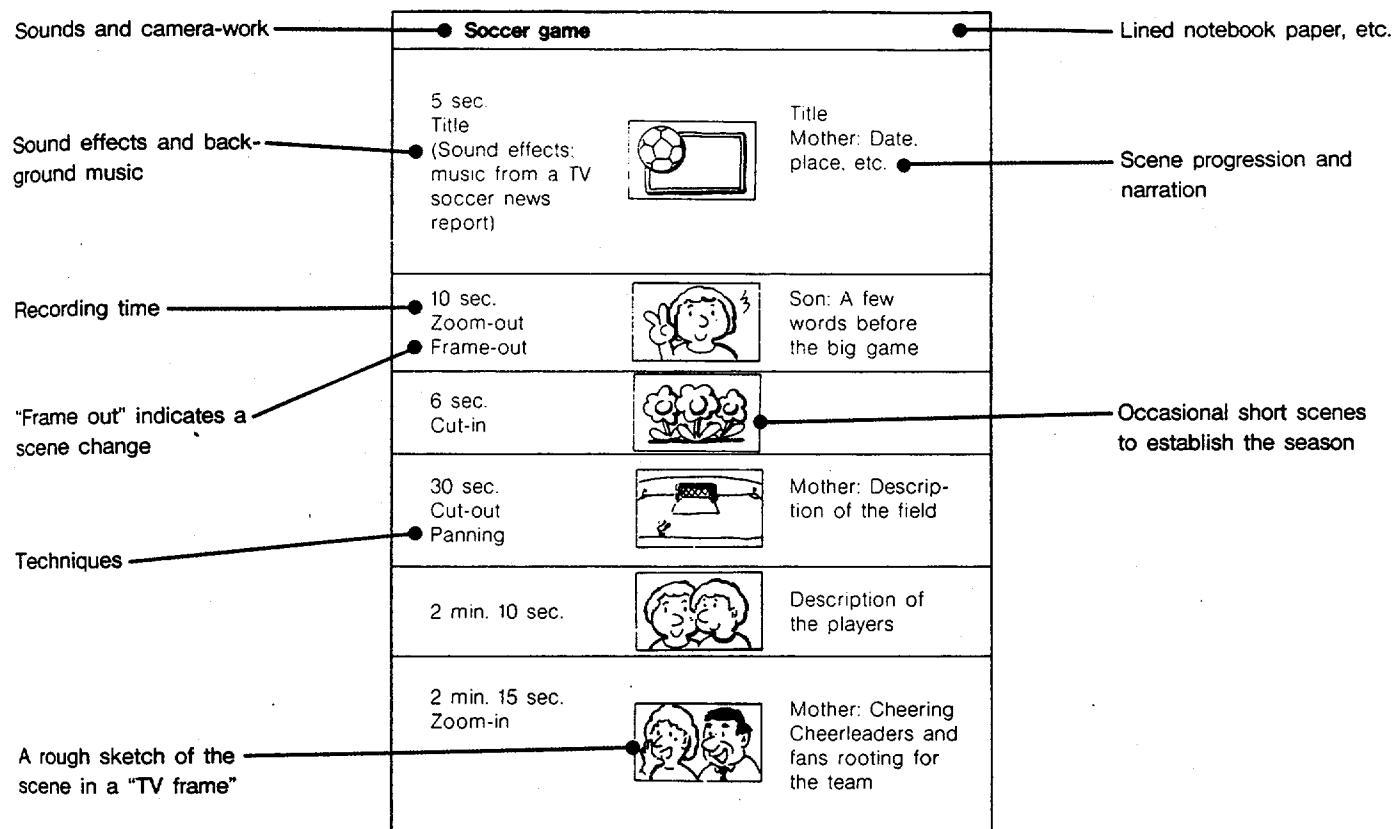 Sounds and camera-work
Soccer game
Lined notebook paper, etc.
5 sec.
Title
(Sound effects:
music from a TV
soccer news
report)
Title
Mother: Date,
place, etc.
Sound effects and back-
ground music
Scene progression and
narration
Recording time
10 sec.
Zoom-out
Frame-out
Son: A few
words before
the big game
"Frame out" indicates a
scene change
6 sec.
Cut-in
Occasional short scenes
to establish the season
30 sec.
Cut-out
Panning
Mother: Descrip-
tion of the field
Techniques
2 min. 10 sec.
Description of
the players
2 min. 15 sec.
Zoom-in
Mother: Cheering
Cheerleaders and
fans rooting for
the team
A rough sketch of the
scene in a "TV frame"